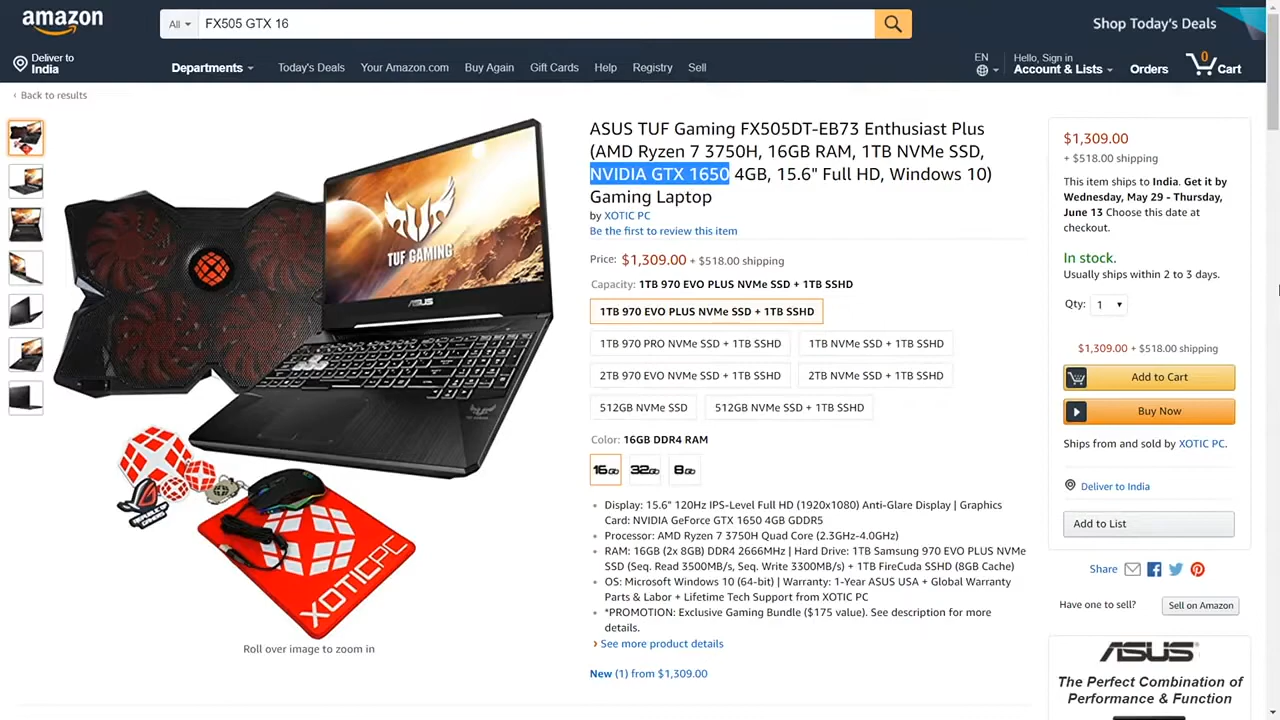 amazon
All
FX505 GTX 16
Shop Today's Deals
Deliver to
India
Departments
Today's Deals
Your Amazon.com
Buy Again
Gift Cards
Help
Registry
Sell
EN
Hello, Sign in
Account & Lists
Orders
0
Cart
‹ Back to results
ASUS TUF Gaming FX505DT-EB73 Enthusiast Plus
(AMD Ryzen 7 3750H, 16GB RAM, 1TB NVMe SSD,
NVIDIA GTX 1650 4GB, 15.6" Full HD, Windows 10)
Gaming Laptop
by XOTIC PC
Be the first to review this item
Price: $1,309.00 + $518.00 shipping
Capacity: 1TB 970 EVO PLUS NVMe SSD + 1TB SSHD
1TB 970 EVO PLUS NVMe SSD + 1TB SSHD
1TB 970 PRO NVMe SSD + 1TB SSHD
1TB NVMe SSD + 1TB SSHD
2TB 970 EVO NVMe SSD + 1TB SSHD
2TB NVMe SSD + 1TB SSHD
512GB NVMe SSD
512GB NVMe SSD + 1TB SSHD
Color: 16GB DDR4 RAM
16GB
32GB
8GB
Display: 15.6" 120Hz IPS-Level Full HD (1920x1080) Anti-Glare Display | Graphics
Card: NVIDIA GeForce GTX 1650 4GB GDDR5
Processor: AMD Ryzen 7 3750H Quad Core (2.3GHz-4.0GHz)
RAM: 16GB (2x 8GB) DDR4 2666MHz | Hard Drive: 1TB Samsung 970 EVO PLUS NVMe
SSD (Seq. Read 3500MB/s, Seq. Write 3300MB/s) + 1TB FireCuda SSHD (8GB Cache)
OS: Microsoft Windows 10 (64-bit) | Warranty: 1-Year ASUS USA + Global Warranty
Parts & Labor + Lifetime Tech Support from XOTIC PC
*PROMOTION: Exclusive Gaming Bundle ($175 value). See description for more
details.
› See more product details
New (1) from $1,309.00
TUF GAMING
ASUS
XOTIC PC
Roll over image to zoom in
$1,309.00
+ $518.00 shipping
This item ships to India. Get it by
Wednesday, May 29 - Thursday,
June 13 Choose this date at
checkout.
In stock.
Usually ships within 2 to 3 days.
Qty: 1
$1,309.00 + $518.00 shipping
Add to Cart
Buy Now
Ships from and sold by XOTIC PC.
Deliver to India
Add to List
Share
Have one to sell?
Sell on Amazon
ASUS
The Perfect Combination of
Performance & Function